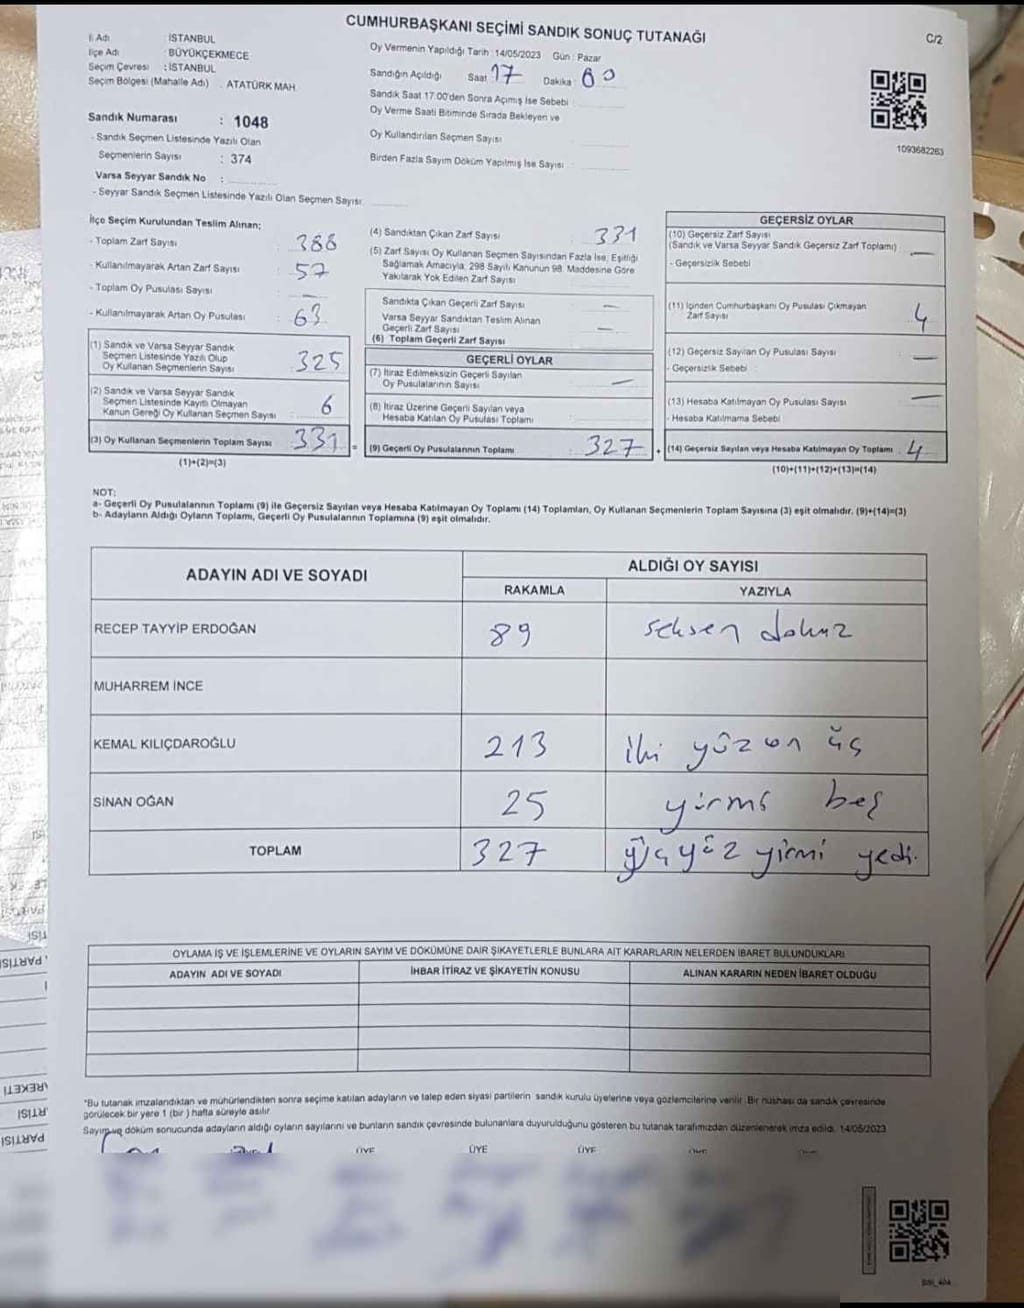 CUMHURBAŞKANI SEÇİMİ SANDIK SONUÇ TUTANAĞI
C/2
İl Adı : İSTANBUL
İlçe Adı : BÜYÜKÇEKMECE
Seçim Çevresi : İSTANBUL
Seçim Bölgesi (Mahalle Adı) : ATATÜRK MAH.
Oy Vermenin Yapıldığı Tarih : 14/05/2023 Gün : Pazar
Sandığın Açıldığı Saat : 17 Dakika : 60
Sandık Saat 17:00'den Sonra Açılmış İse Sebebi :
Oy Verme Saati Bitiminde Sırada Bekleyen ve
Oy Kullandırılan Seçmen Sayısı :
Birden Fazla Sayım Döküm Yapılmış İse Sayısı :
1093682263
Sandık Numarası : 1048
- Sandık Seçmen Listesinde Yazılı Olan
Seçmenlerin Sayısı : 374
Varsa Seyyar Sandık No :
- Seyyar Sandık Seçmen Listesinde Yazılı Olan Seçmen Sayısı:
İlçe Seçim Kurulundan Teslim Alınan;
- Toplam Zarf Sayısı : 388
- Kullanılmayarak Artan Zarf Sayısı : 57
- Toplam Oy Pusulası Sayısı : —
- Kullanılmayarak Artan Oy Pusulası : 63
(1) Sandık ve Varsa Seyyar Sandık
Seçmen Listesinde Yazılı Olup
Oy Kullanan Seçmenlerin Sayısı : 325
(2) Sandık ve Varsa Seyyar Sandık
Seçmen Listesinde Kayıtlı Olmayan
Kanun Gereği Oy Kullanan Seçmen Sayısı : 6
(3) Oy Kullanan Seçmenlerin Toplam Sayısı : 331 =
(1)+(2)=(3)
(4) Sandıktan Çıkan Zarf Sayısı : 331
(5) Zarf Sayısı Oy Kullanan Seçmen Sayısından Fazla İse, Eşitliği
Sağlamak Amacıyla, 298 Sayılı Kanunun 98. Maddesine Göre
Yakılarak Yok Edilen Zarf Sayısı :
Sandıkta Çıkan Geçerli Zarf Sayısı : —
Varsa Seyyar Sandıktan Teslim Alınan
Geçerli Zarf Sayısı : —
(6) Toplam Geçerli Zarf Sayısı
GEÇERLİ OYLAR
(7) İtiraz Edilmeksizin Geçerli Sayılan
Oy Pusulalarının Sayısı : —
(8) İtiraz Üzerine Geçerli Sayılan veya
Hesaba Katılan Oy Pusulası Toplamı :
(9) Geçerli Oy Pusulalarının Toplamı : 327 +
GEÇERSİZ OYLAR
(10) Geçersiz Zarf Sayısı
(Sandık ve Varsa Seyyar Sandık Geçersiz Zarf Toplamı) : —
- Geçersizlik Sebebi :
(11) İçinden Cumhurbaşkanı Oy Pusulası Çıkmayan
Zarf Sayısı : 4
(12) Geçersiz Sayılan Oy Pusulası Sayısı : —
- Geçersizlik Sebebi :
(13) Hesaba Katılmayan Oy Pusulası Sayısı : —
- Hesaba Katılmama Sebebi :
(14) Geçersiz Sayılan veya Hesaba Katılmayan Oy Toplamı : 4
(10)+(11)+(12)+(13)=(14)
NOT:
a- Geçerli Oy Pusulalarının Toplamı (9) ile Geçersiz Sayılan veya Hesaba Katılmayan Oy Toplamı (14) Toplamları, Oy Kullanan Seçmenlerin Toplam Sayısına (3) eşit olmalıdır. (9)+(14)=(3)
b- Adayların Aldığı Oyların Toplamı, Geçerli Oy Pusulalarının Toplamına (9) eşit olmalıdır.
ADAYIN ADI VE SOYADI ALDIĞI OY SAYISI
RAKAMLA YAZIYLA
RECEP TAYYİP ERDOĞAN 89 seksen dokuz
MUHARREM İNCE
KEMAL KILIÇDAROĞLU 213 iki yüz on üç
SİNAN OĞAN 25 yirmi beş
TOPLAM 327 üç yüz yirmi yedi.
OYLAMA İŞ VE İŞLEMLERİNE VE OYLARIN SAYIM VE DÖKÜMÜNE DAİR ŞİKAYETLERLE BUNLARA AİT KARARLARIN NELERDEN İBARET BULUNDUKLARI
ADAYIN ADI VE SOYADI İHBAR İTİRAZ VE ŞİKAYETİN KONUSU ALINAN KARARIN NEDEN İBARET OLDUĞU
*Bu tutanak imzalandıktan ve mühürlendikten sonra seçime katılan adayların ve talep eden siyasi partilerin sandık kurulu üyelerine veya gözlemcilerine verilir. Bir nüshası da sandık çevresinde
görülecek bir yere 1 (bir) hafta süreyle asılır.
Sayım ve döküm sonucunda adayların aldığı oyların sayılarını ve bunların sandık çevresinde bulunanlara duyurulduğunu gösteren bu tutanak tarafımızdan düzenlenerek imza edildi. 14/05/2023
ÜYE ÜYE ÜYE